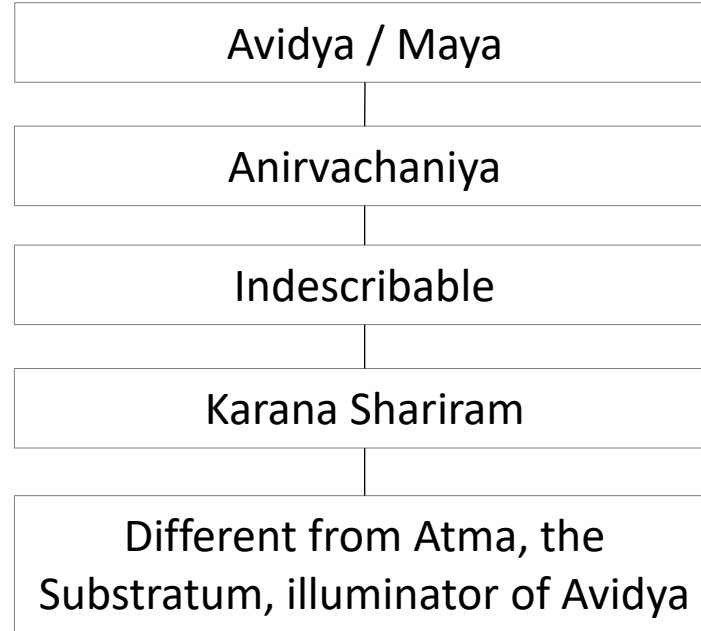 Avidya / Maya
Anirvachaniya
Indescribable
Karana Shariram
Different from Atma, the
Substratum, illuminator of Avidya